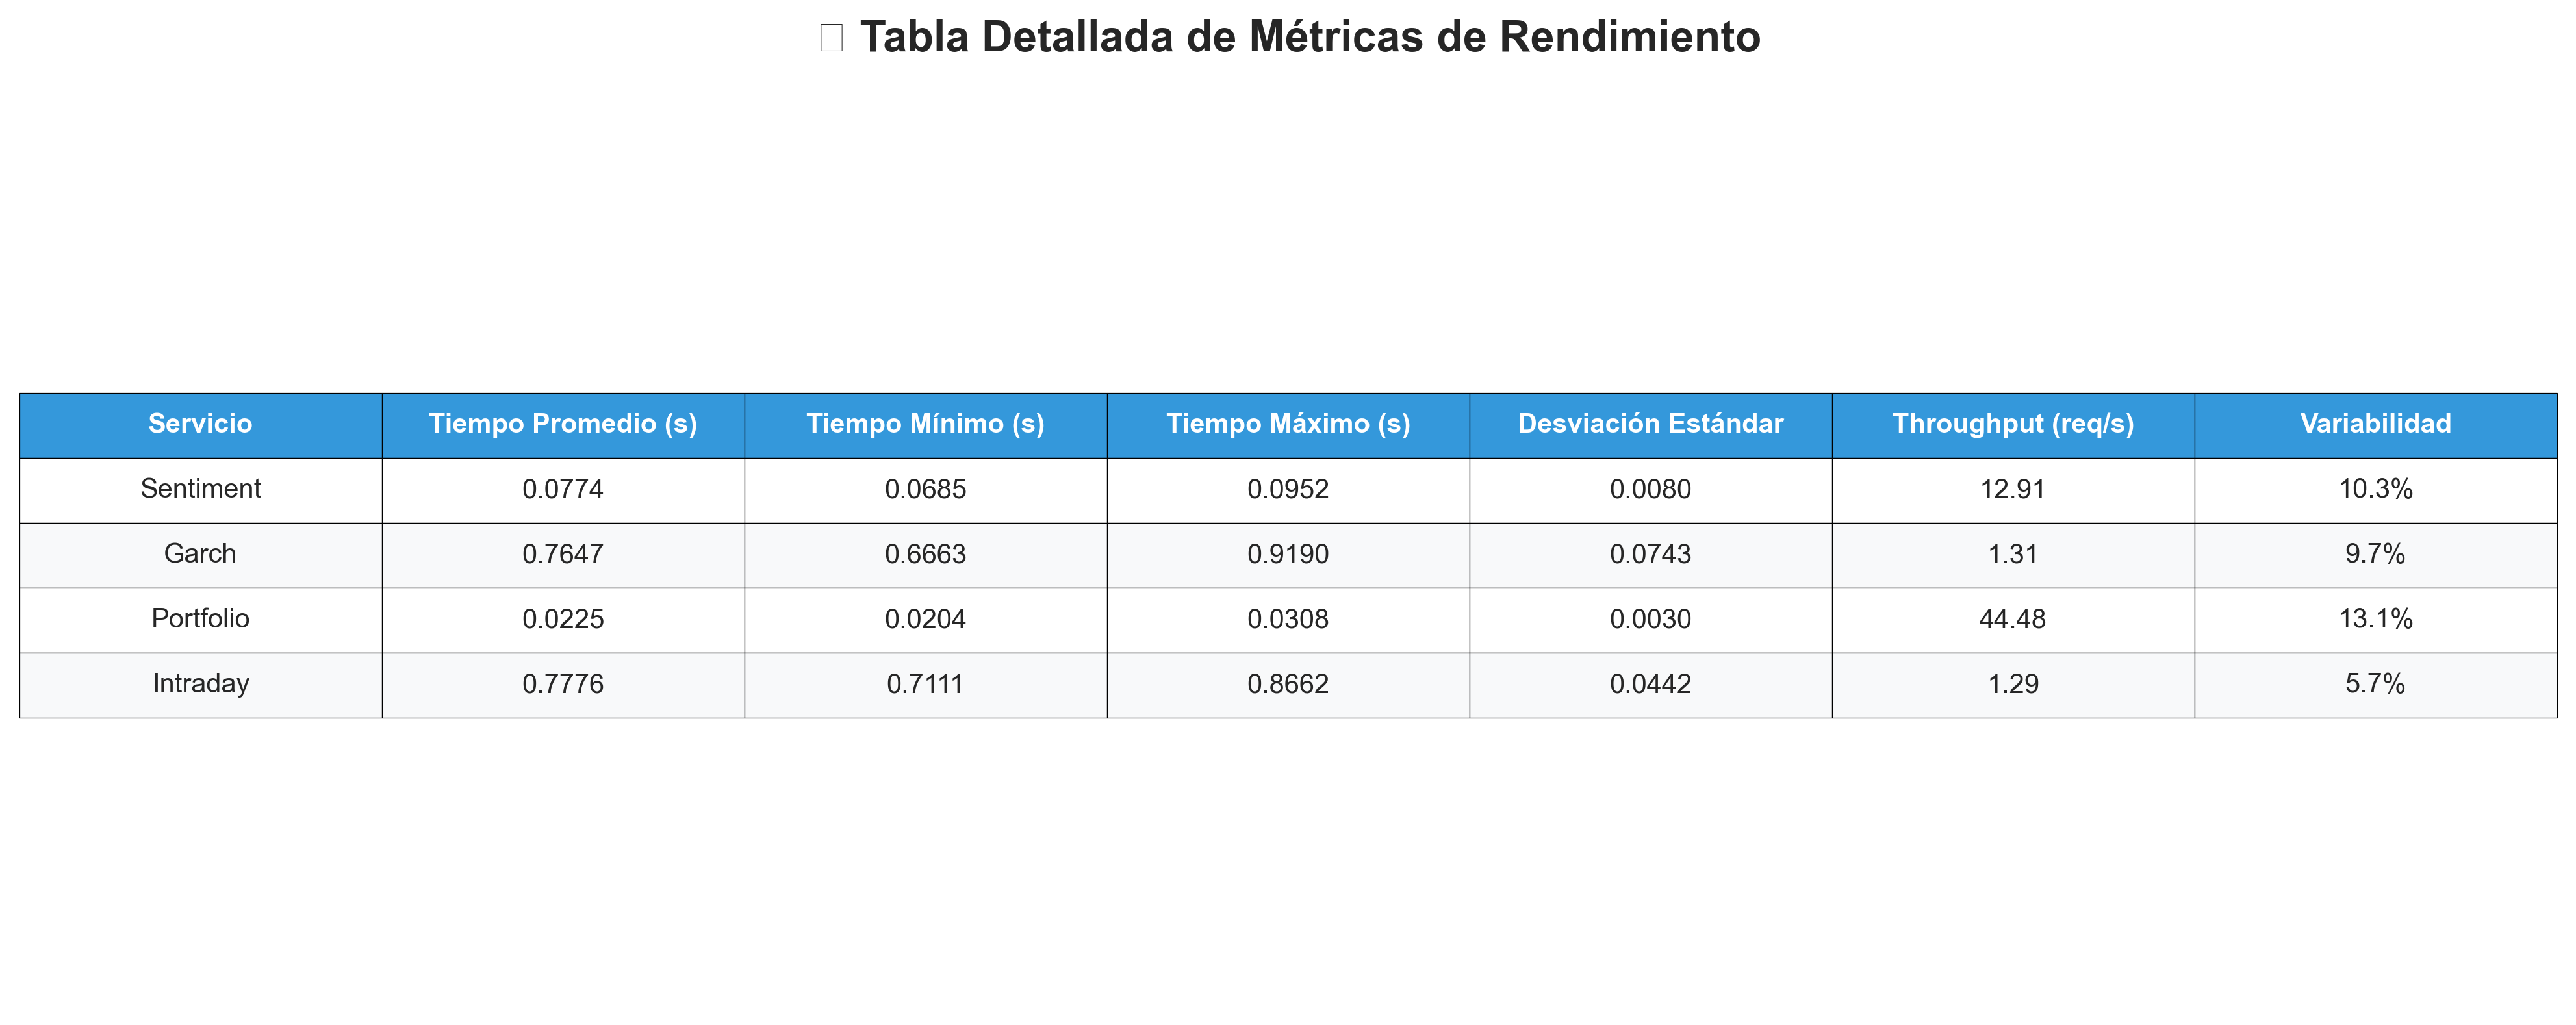 Tabla Detallada de Métricas de Rendimiento
Servicio Tiempo Promedio (s) Tiempo Mínimo (s) Tiempo Máximo (s) Desviación Estándar Throughput (req/s) Variabilidad
Sentiment 0.0774 0.0685 0.0952 0.0080 12.91 10.3%
Garch 0.7647 0.6663 0.9190 0.0743 1.31 9.7%
Portfolio 0.0225 0.0204 0.0308 0.0030 44.48 13.1%
Intraday 0.7776 0.7111 0.8662 0.0442 1.29 5.7%